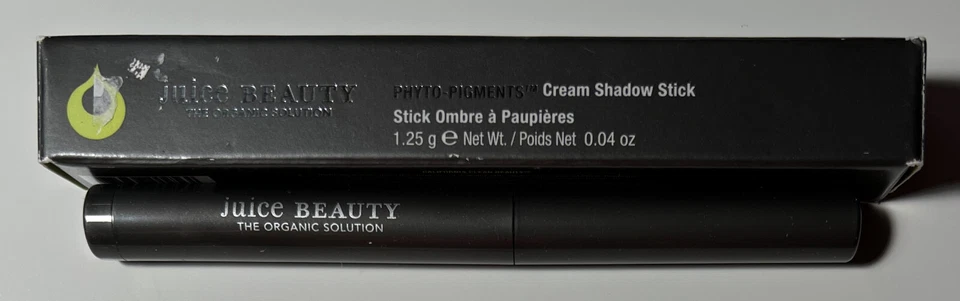 juice BEAUTY
THE ORGANIC SOLUTION
PHYTO-PIGMENTS™ Cream Shadow Stick
Stick Ombre à Paupières
1.25 g ℮ Net Wt. / Poids Net 0.04 oz
juice BEAUTY
THE ORGANIC SOLUTION